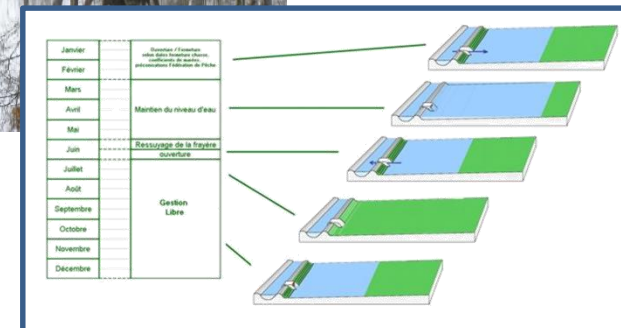 Janvier
Février
Mars
Avril
Mai
Juin
Juillet
Août
Septembre
Octobre
Novembre
Décembre
Ouverture / Fermeture
selon dates fermeture chasse,
coefficients de marées,
préconisations Fédération de Pêche
Maintien du niveau d'eau
Ressuyage de la frayère
ouverture
Gestion
Libre